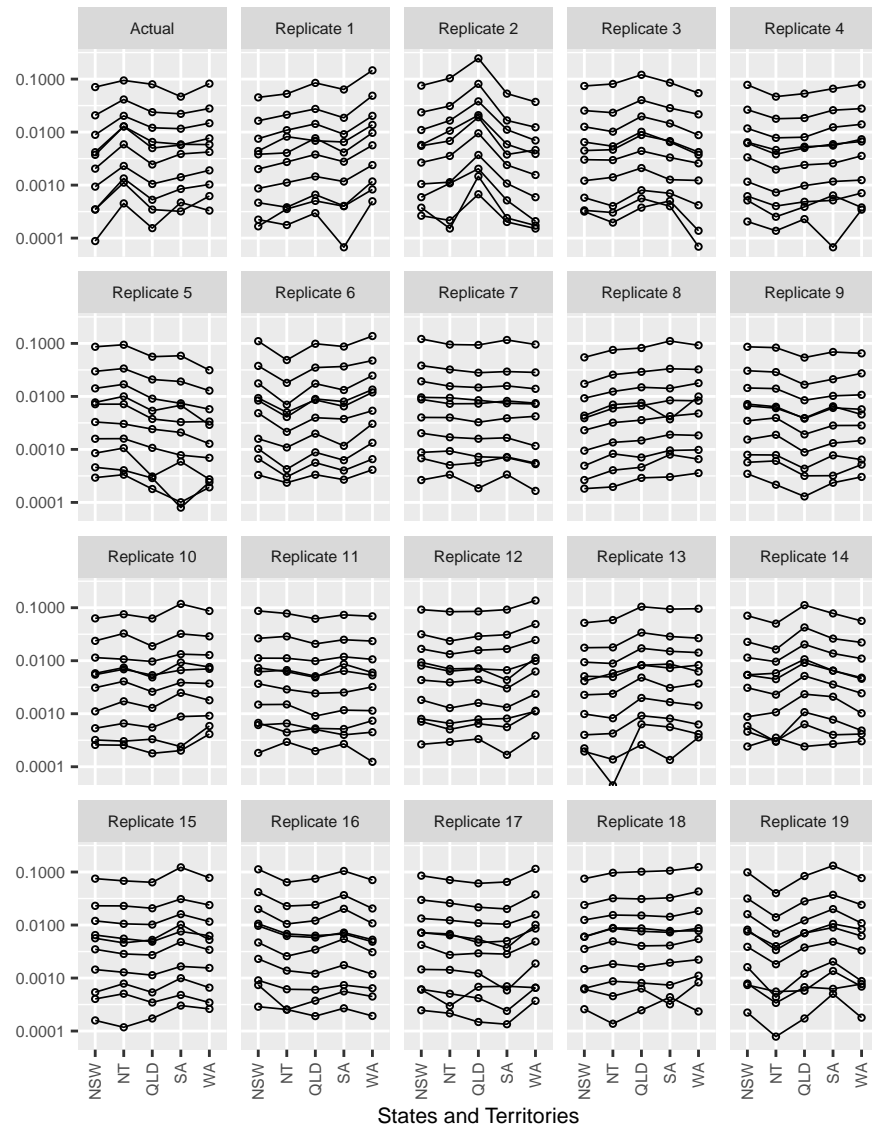 Actual Replicate 1 Replicate 2 Replicate 3 Replicate 4
0.1000
0.0100
0.0010
0.0001
Replicate 5 Replicate 6 Replicate 7 Replicate 8 Replicate 9
0.1000
0.0100
0.0010
0.0001
Replicate 10 Replicate 11 Replicate 12 Replicate 13 Replicate 14
0.1000
0.0100
0.0010
0.0001
Replicate 15 Replicate 16 Replicate 17 Replicate 18 Replicate 19
0.1000
0.0100
0.0010
0.0001
NSW NT QLD SA WA NSW NT QLD SA WA NSW NT QLD SA WA NSW NT QLD SA WA NSW NT QLD SA WA
States and Territories